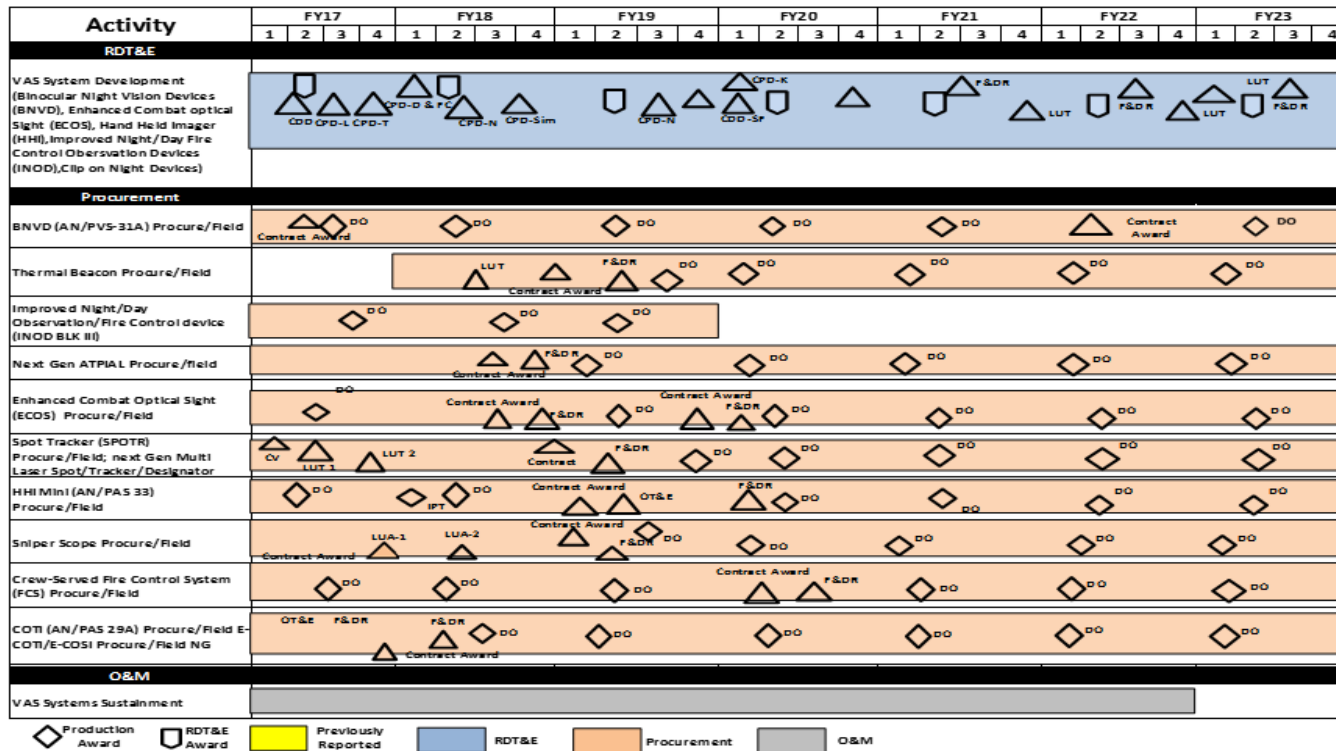 Activity
FY17 FY18 FY19 FY20 FY21 FY22 FY23
1 2 3 4 1 2 3 4 1 2 3 4 1 2 3 4 1 2 3 4 1 2 3 4 1 2 3 4
RDT&E
VAS System Development
(Binocular Night Vision Devices
(BNVD), Enhanced Combat optical
Sight (ECOS), Hand Held Imager
(HHI),Improved Night/Day Fire
Control Obersvation Devices
(INOD),Clip on Night Devices)
CPD-K F&DR LUT
CDD CPD-L CPD-T CPD-D & FC CPD-N CPD-Sim CPD-N CDD-SF LUT F&DR LUT F&DR
Procurement
BNVD (AN/PVS-31A) Procure/Field
DO DO DO DO DO Contract DO
Contract Award Award
Thermal Beacon Procure/Field
LUT F&DR DO DO DO DO DO
Contract Award
Improved Night/Day
Observation/Fire Control device
(INOD BLK III)
DO DO DO
Next Gen ATPIAL Procure/field
F&DR DO DO DO DO DO
Contract Award
Enhanced Combat Optical Sight
(ECOS) Procure/Field
DO Contract Award F&DR DO Contract Award F&DR DO DO DO DO
Spot Tracker (SPOTR)
Procure/Field; next Gen Multi
Laser Spot/Tracker/Designator
CV LUT 1 LUT 2 Contract F&DR DO DO DO DO DO
HHI Mini (AN/PAS 33)
Procure/Field
DO IPT DO Contract Award OT&E F&DR DO DO DO DO
Sniper Scope Procure/Field
Contract Award LUA-1 LUA-2 Contract Award F&DR DO DO DO DO DO
Crew-Served Fire Control System
(FCS) Procure/Field
DO DO DO Contract Award F&DR DO DO DO
COTI (AN/PAS 29A) Procure/Field E-
COTI/E-COSI Procure/Field NG
OT&E F&DR F&DR DO DO DO DO DO DO
Contract Award
O&M
VAS Systems Sustainment
Production Award
RDT&E Award
Previously Reported
RDT&E
Procurement
O&M